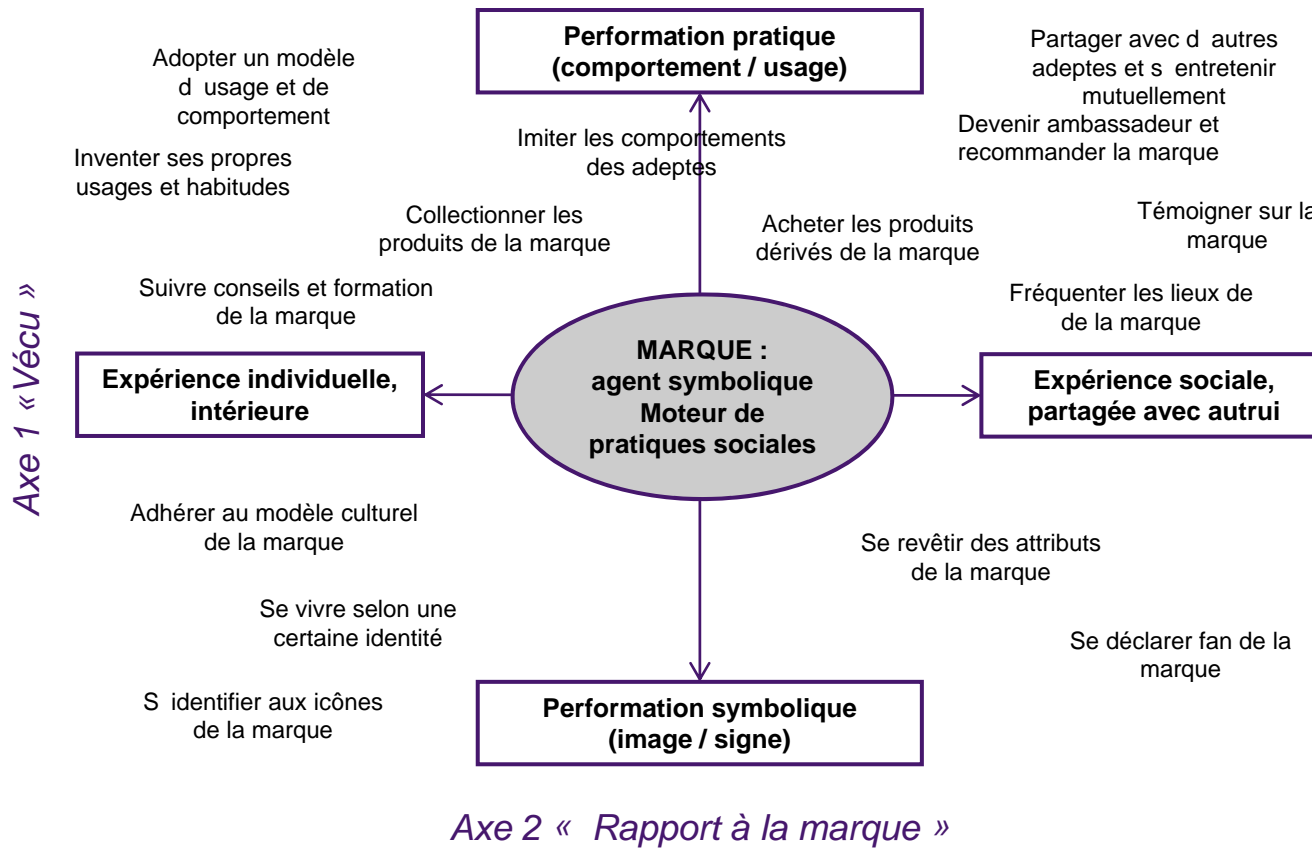 Performation pratique
(comportement / usage)
Adopter un modèle
d usage et de
comportement
Partager avec d autres
adeptes et s entretenir
mutuellement
Devenir ambassadeur et
recommander la marque
Imiter les comportements
des adeptes
Inventer ses propres
usages et habitudes
Collectionner les
produits de la marque
Acheter les produits
dérivés de la marque
Témoigner sur la
marque
Suivre conseils et formation
de la marque
Fréquenter les lieux de
de la marque
Axe 1 « Vécu »
Expérience individuelle,
intérieure
MARQUE :
agent symbolique
Moteur de
pratiques sociales
Expérience sociale,
partagée avec autrui
Adhérer au modèle culturel
de la marque
Se revêtir des attributs
de la marque
Se vivre selon une
certaine identité
Se déclarer fan de la
marque
S identifier aux icônes
de la marque
Performation symbolique
(image / signe)
Axe 2 « Rapport à la marque »